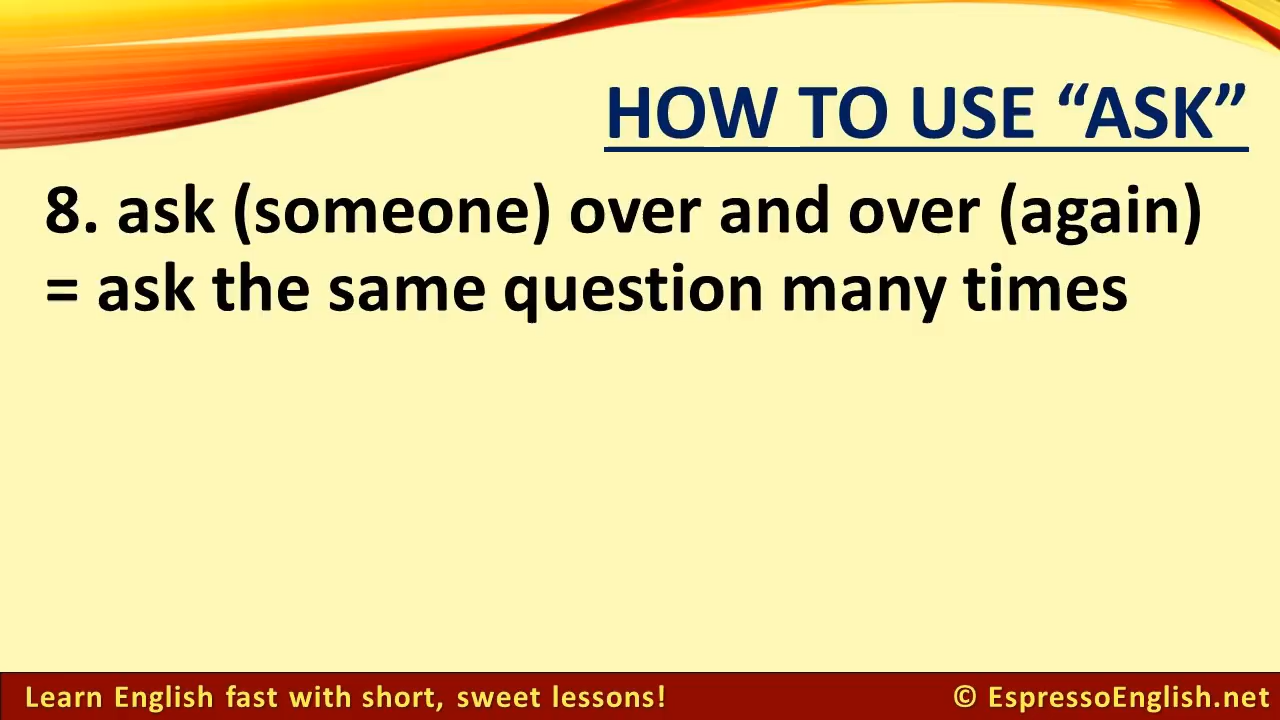 HOW TO USE “ASK”
8. ask (someone) over and over (again)
= ask the same question many times
Learn English fast with short, sweet lessons!
© EspressoEnglish.net